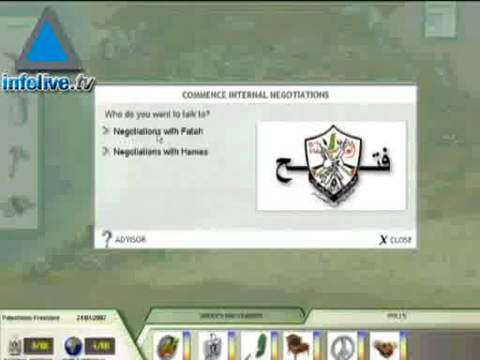 infolive.tv
COMMENCE INTERNAL NEGOTIATIONS
Who do you want to talk to?
Negotiations with Fatah
Negotiations with Hamas
فتح
? ADVISOR
X CLOSE
Palestinian President
POLLS